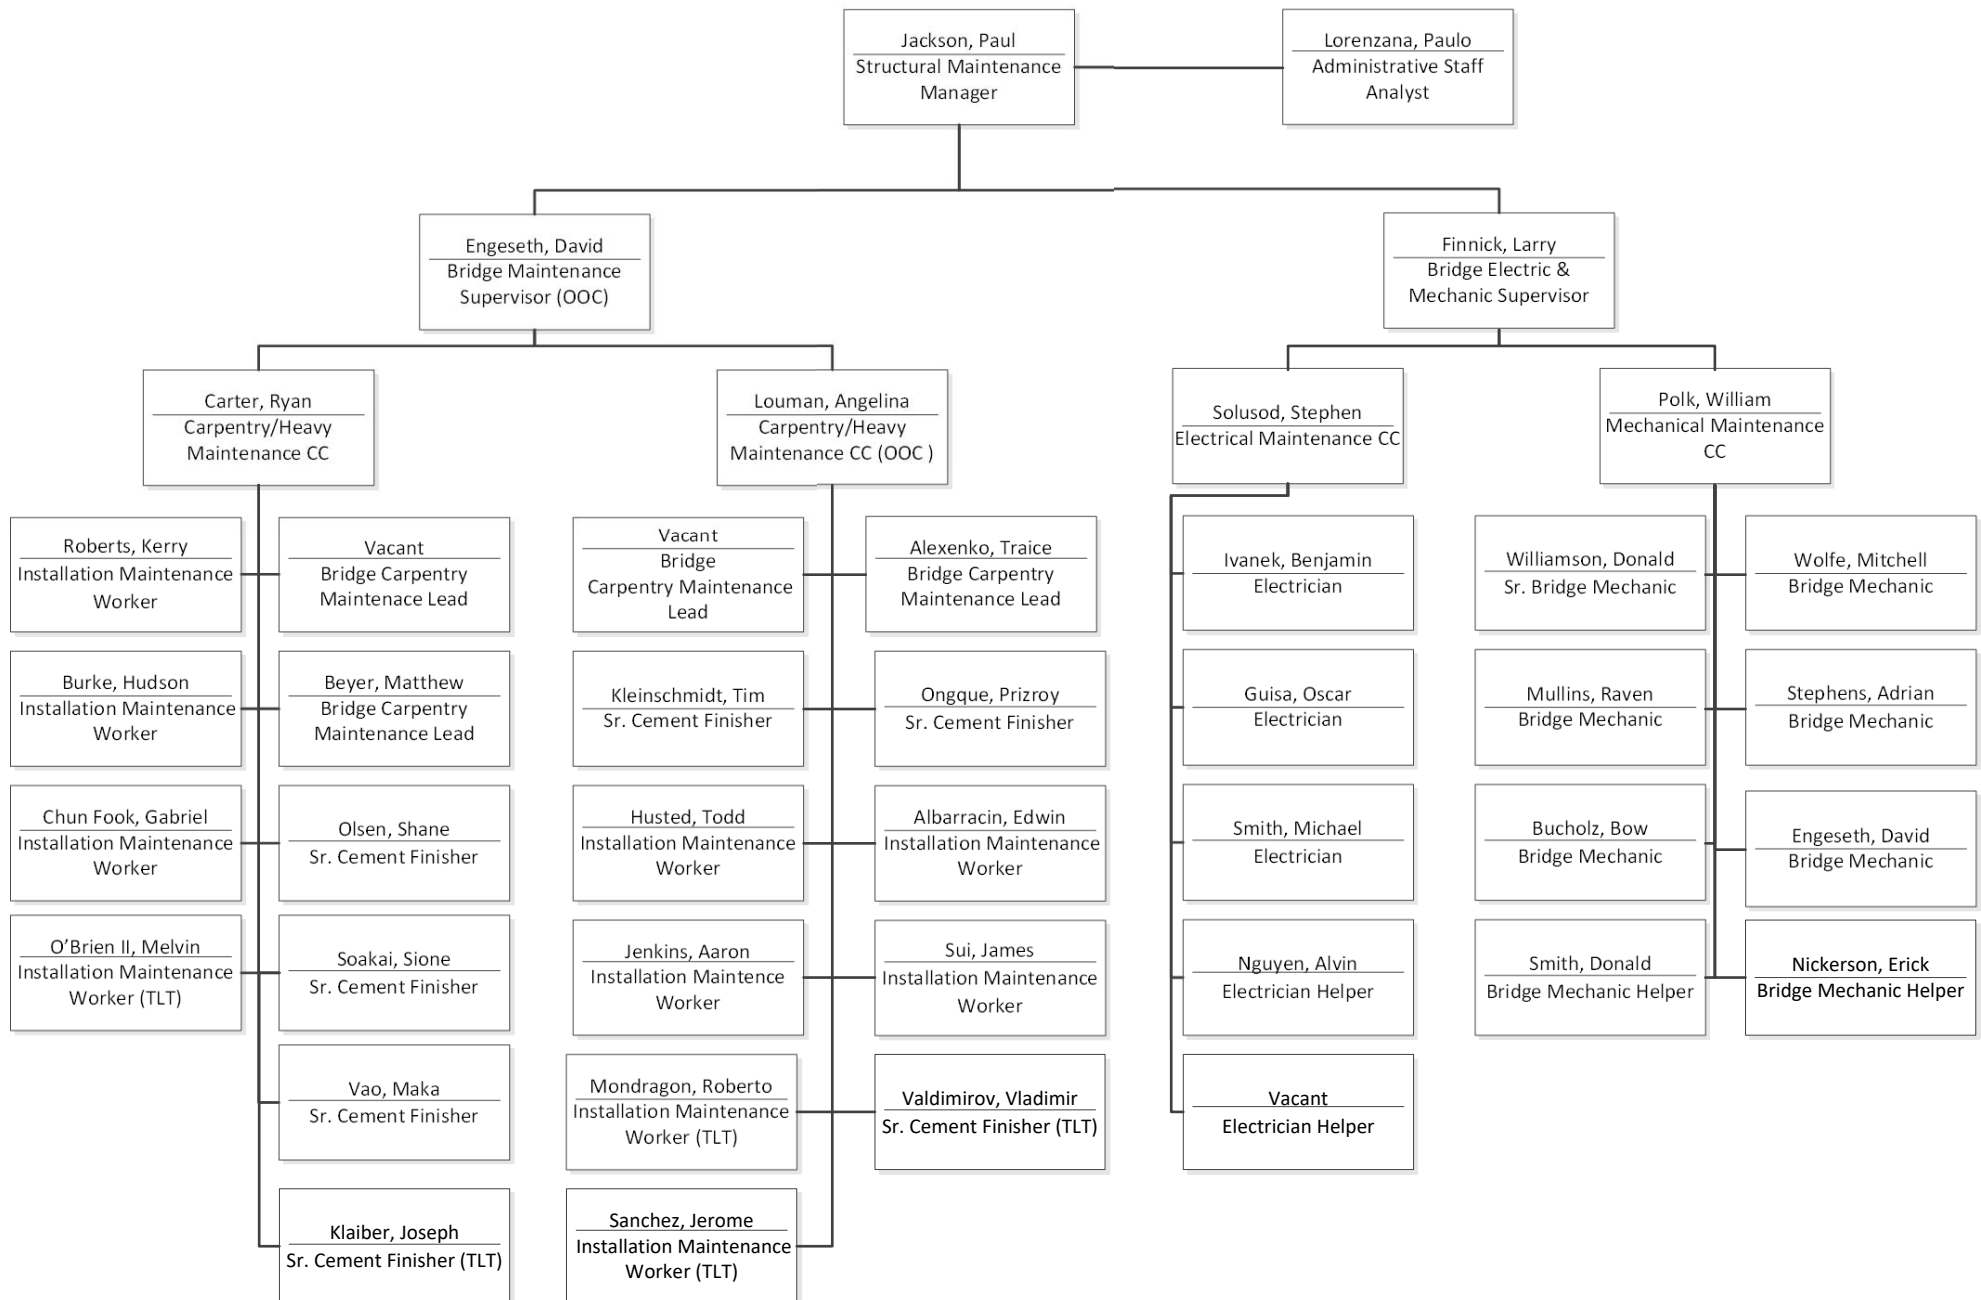 Jackson, Paul
Structural Maintenance
Manager
Lorenzana, Paulo
Administrative Staff
Analyst
Engeseth, David
Bridge Maintenance
Supervisor (OOC)
Finnick, Larry
Bridge Electric &
Mechanic Supervisor
Carter, Ryan
Carpentry/Heavy
Maintenance CC
Louman, Angelina
Carpentry/Heavy
Maintenance CC (OOC )
Solusod, Stephen
Electrical Maintenance CC
Polk, William
Mechanical Maintenance
CC
Roberts, Kerry
Installation Maintenance
Worker
Vacant
Bridge Carpentry
Maintenace Lead
Vacant
Bridge
Carpentry Maintenance
Lead
Alexenko, Traice
Bridge Carpentry
Maintenance Lead
Ivanek, Benjamin
Electrician
Williamson, Donald
Sr. Bridge Mechanic
Wolfe, Mitchell
Bridge Mechanic
Burke, Hudson
Installation Maintenance
Worker
Beyer, Matthew
Bridge Carpentry
Maintenance Lead
Kleinschmidt, Tim
Sr. Cement Finisher
Ongque, Prizroy
Sr. Cement Finisher
Guisa, Oscar
Electrician
Mullins, Raven
Bridge Mechanic
Stephens, Adrian
Bridge Mechanic
Chun Fook, Gabriel
Installation Maintenance
Worker
Olsen, Shane
Sr. Cement Finisher
Husted, Todd
Installation Maintenance
Worker
Albarracin, Edwin
Installation Maintenance
Worker
Smith, Michael
Electrician
Bucholz, Bow
Bridge Mechanic
Engeseth, David
Bridge Mechanic
O’Brien II, Melvin
Installation Maintenance
Worker (TLT)
Soakai, Sione
Sr. Cement Finisher
Jenkins, Aaron
Installation Maintence
Worker
Sui, James
Installation Maintenance
Worker
Nguyen, Alvin
Electrician Helper
Smith, Donald
Bridge Mechanic Helper
Nickerson, Erick
Bridge Mechanic Helper
Vao, Maka
Sr. Cement Finisher
Mondragon, Roberto
Installation Maintenance
Worker (TLT)
Valdimirov, Vladimir
Sr. Cement Finisher (TLT)
Vacant
Electrician Helper
Klaiber, Joseph
Sr. Cement Finisher (TLT)
Sanchez, Jerome
Installation Maintenance
Worker (TLT)